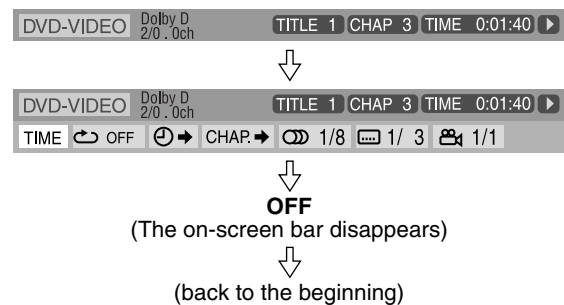 DVD-VIDEO Dolby D 2/0 . 0ch TITLE 1 CHAP 3 TIME 0:01:40
DVD-VIDEO Dolby D 2/0 . 0ch TITLE 1 CHAP 3 TIME 0:01:40
TIME OFF CHAP. 1/8 1/ 3 1/1
OFF
(The on-screen bar disappears)
(back to the beginning)